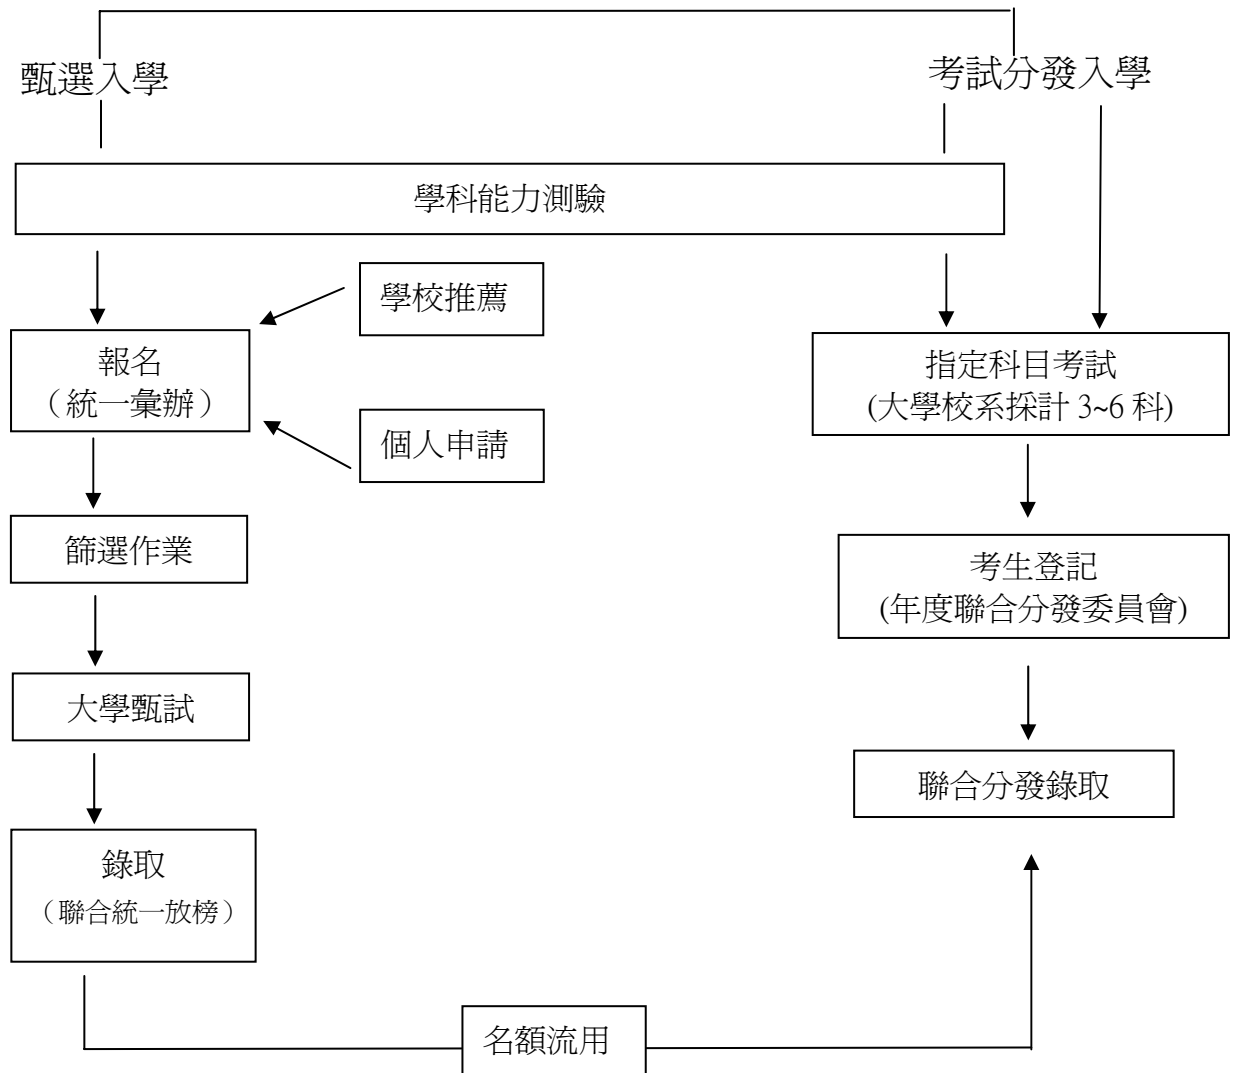 甄選入學
考試分發入學
學科能力測驗
學校推薦
報名
（統一彙辦）
個人申請
篩選作業
大學甄試
錄取
（聯合統一放榜）
指定科目考試
(大學校系採計 3~6 科)
考生登記
(年度聯合分發委員會)
聯合分發錄取
名額流用